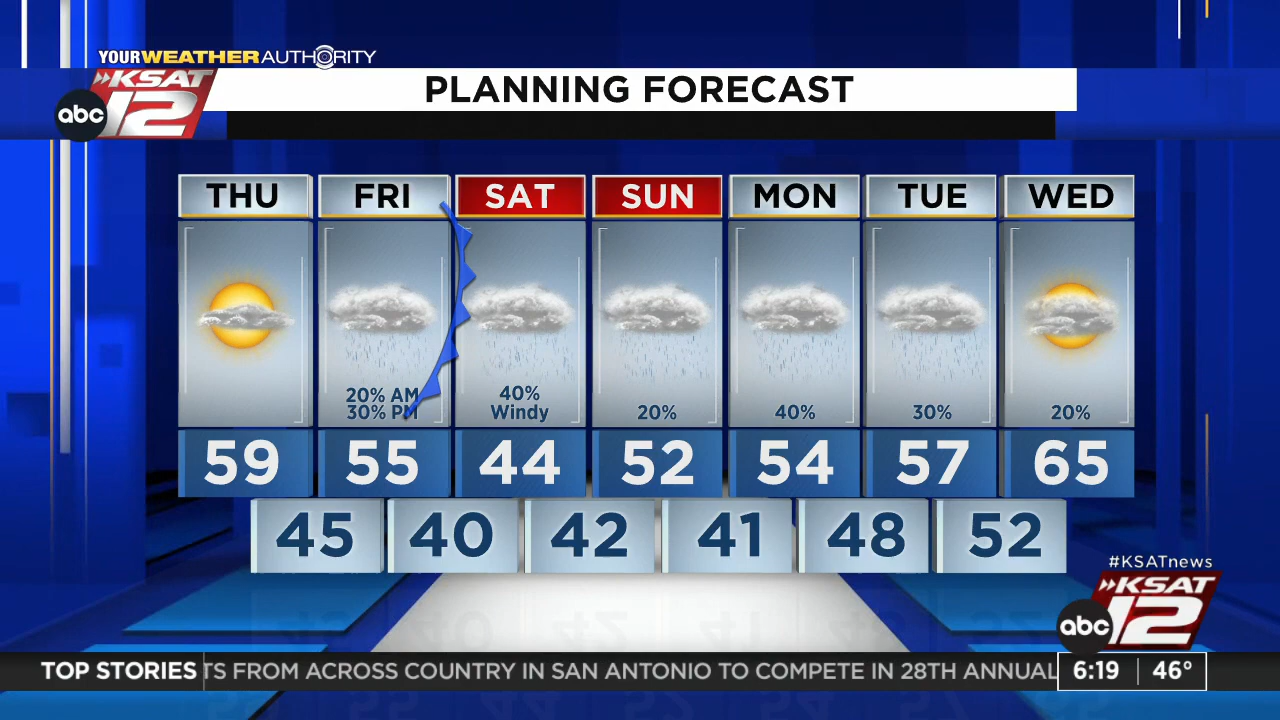 YOUR WEATHER AUTHORITY
KSAT
abc 12
PLANNING FORECAST
THU FRI SAT SUN MON TUE WED
20% AM 40%
30% PM Windy 20% 40% 30% 20%
59 55 44 52 54 57 65
45 40 42 41 48 52
#KSATnews
KSAT
abc 12
TOP STORIES TS FROM ACROSS COUNTRY IN SAN ANTONIO TO COMPETE IN 28TH ANNUAL 6:19 46°